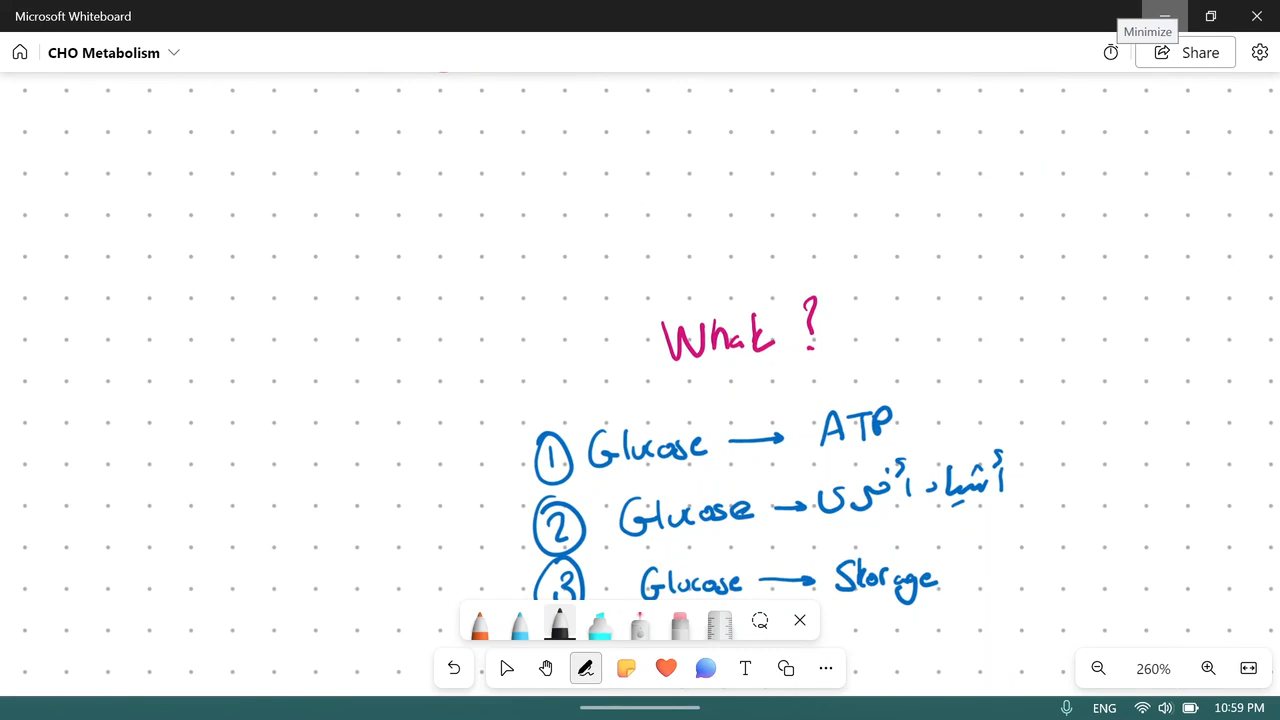 Microsoft Whiteboard
Minimize
CHO Metabolism
Share
What ?
1 Glucose → ATP
2 Glucose → أشياء أخرى
3 Glucose → Storage
260%
ENG
10:59 PM